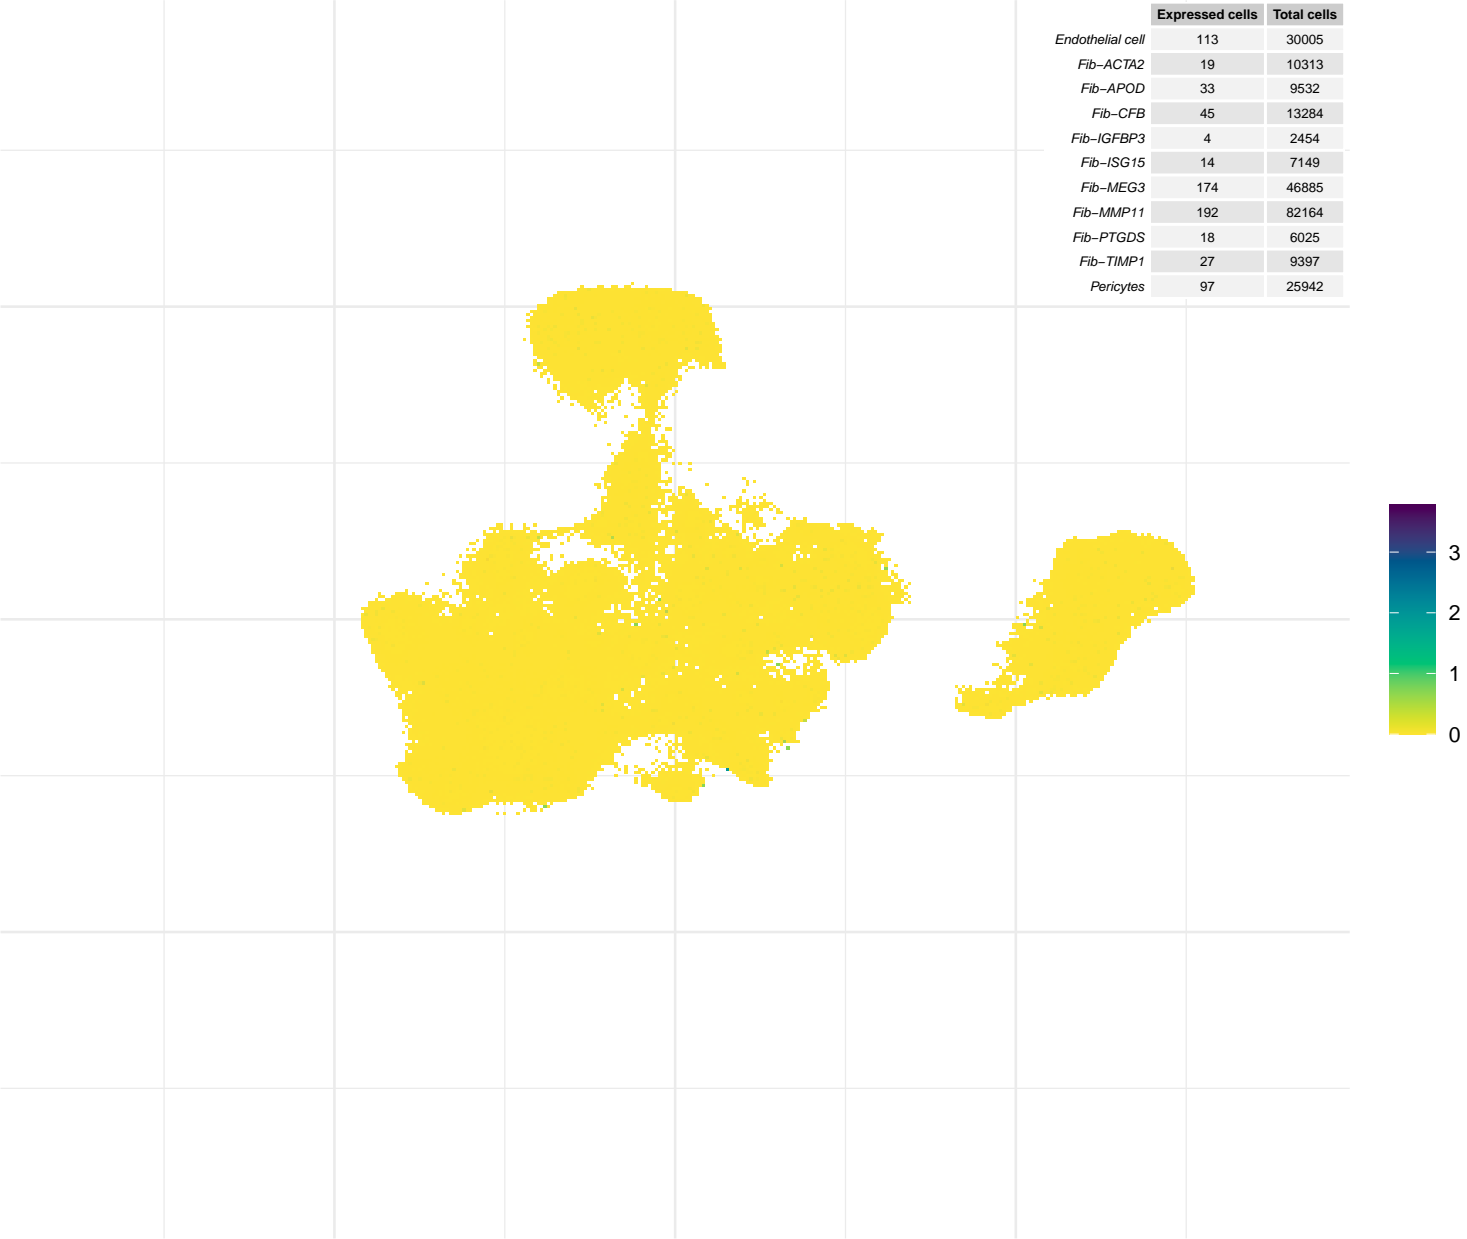 Expressed cells Total cells
Endothelial cell 113 30005
Fib−ACTA2 19 10313
Fib−APOD 33 9532
Fib−CFB 45 13284
Fib−IGFBP3 4 2454
Fib−ISG15 14 7149
Fib−MEG3 174 46885
Fib−MMP11 192 82164
Fib−PTGDS 18 6025
Fib−TIMP1 27 9397
Pericytes 97 25942
3
2
1
0